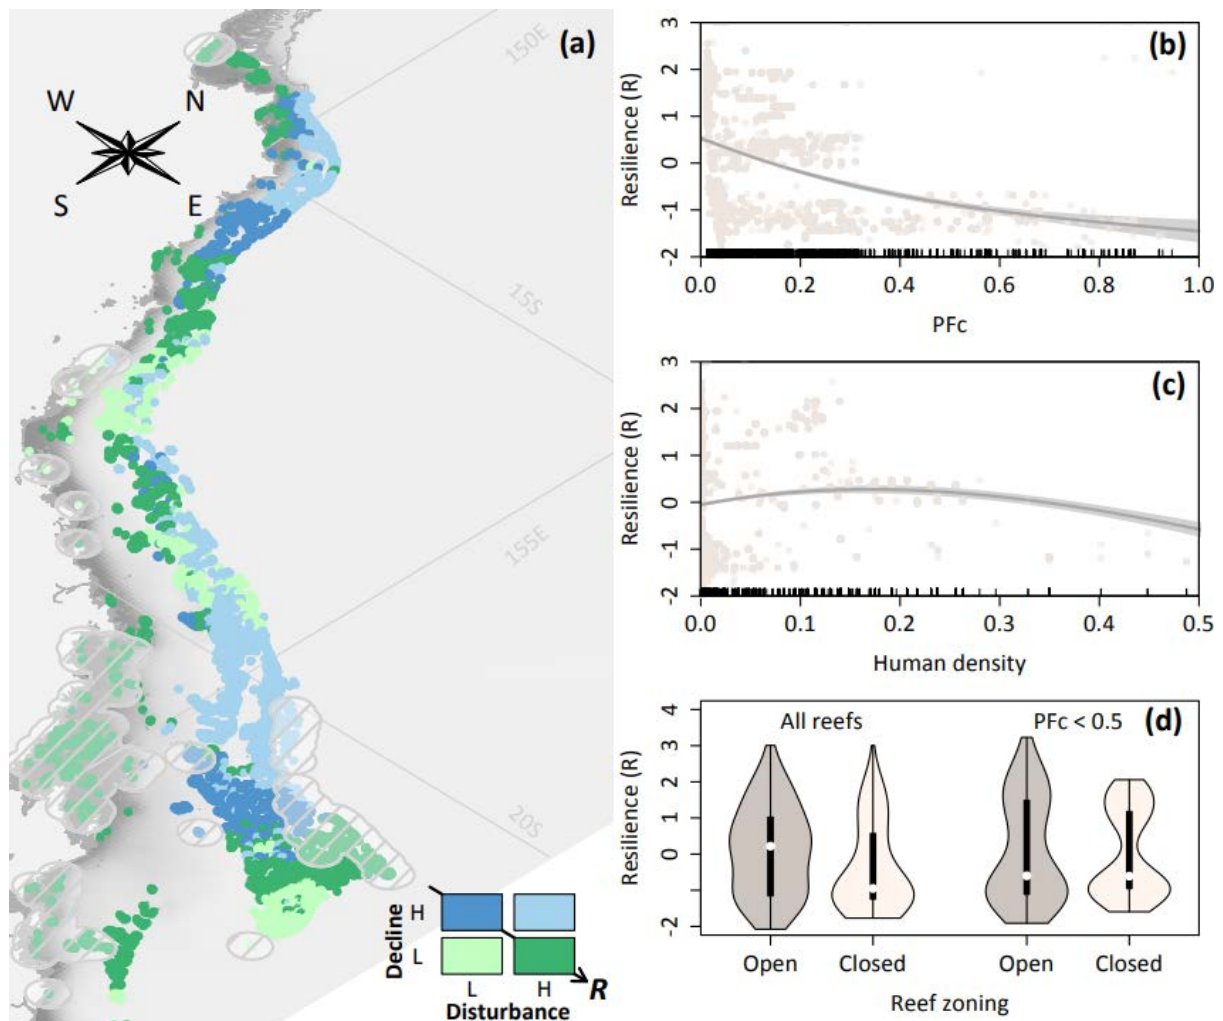 (a)
150E
W N
S E
15S
155E
20S
Decline
H
L
L H
Disturbance
R
(b)
Resilience (R)
3
2
1
0
-1
-2
0.0 0.2 0.4 0.6 0.8 1.0
PFc
(c)
Resilience (R)
3
2
1
0
-1
-2
0.0 0.1 0.2 0.3 0.4 0.5
Human density
(d)
All reefs PFc < 0.5
Resilience (R)
4
3
2
1
0
-2
Open Closed Open Closed
Reef zoning